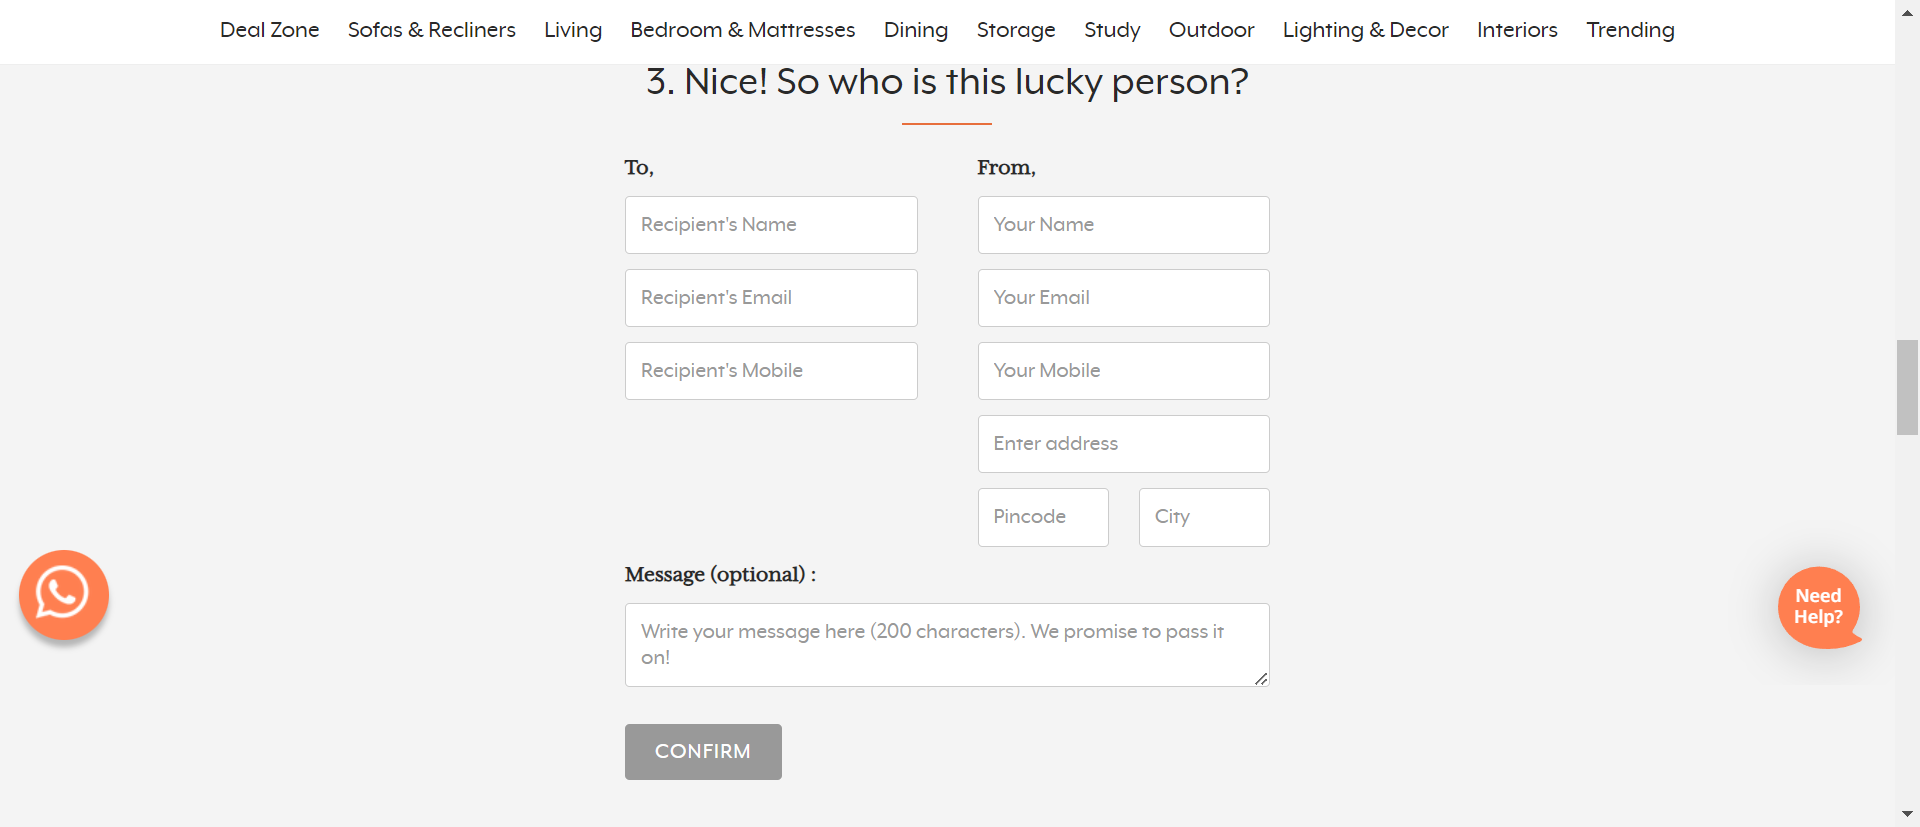 Deal Zone Sofas & Recliners Living Bedroom & Mattresses Dining Storage Study Outdoor Lighting & Decor Interiors Trending
3. Nice! So who is this lucky person?
To,
Recipient's Name
Recipient's Email
Recipient's Mobile
From,
Your Name
Your Email
Your Mobile
Enter address
Pincode City
Message (optional) :
Write your message here (200 characters). We promise to pass it
on!
CONFIRM
Need
Help?